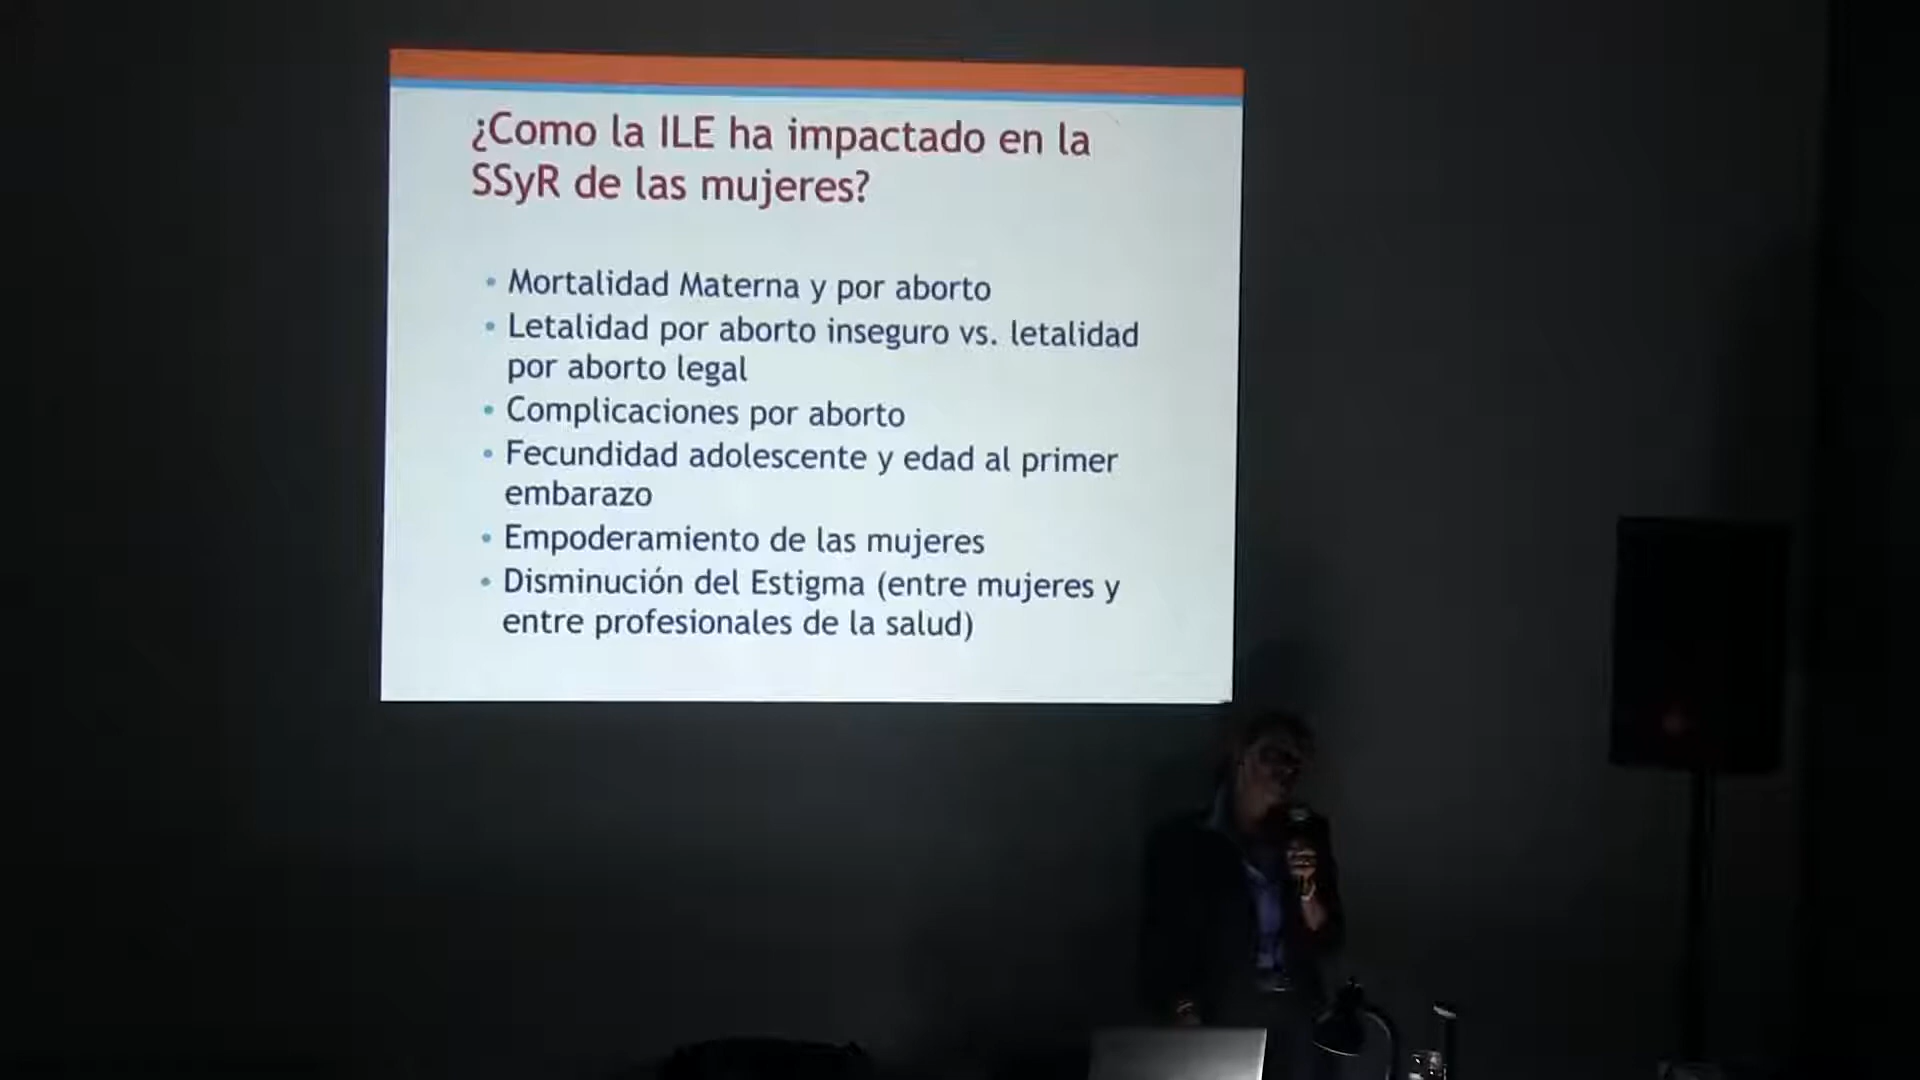 ¿Como la ILE ha impactado en la
SSyR de las mujeres?
• Mortalidad Materna y por aborto
• Letalidad por aborto inseguro vs. letalidad
por aborto legal
• Complicaciones por aborto
• Fecundidad adolescente y edad al primer
embarazo
• Empoderamiento de las mujeres
• Disminución del Estigma (entre mujeres y
entre profesionales de la salud)